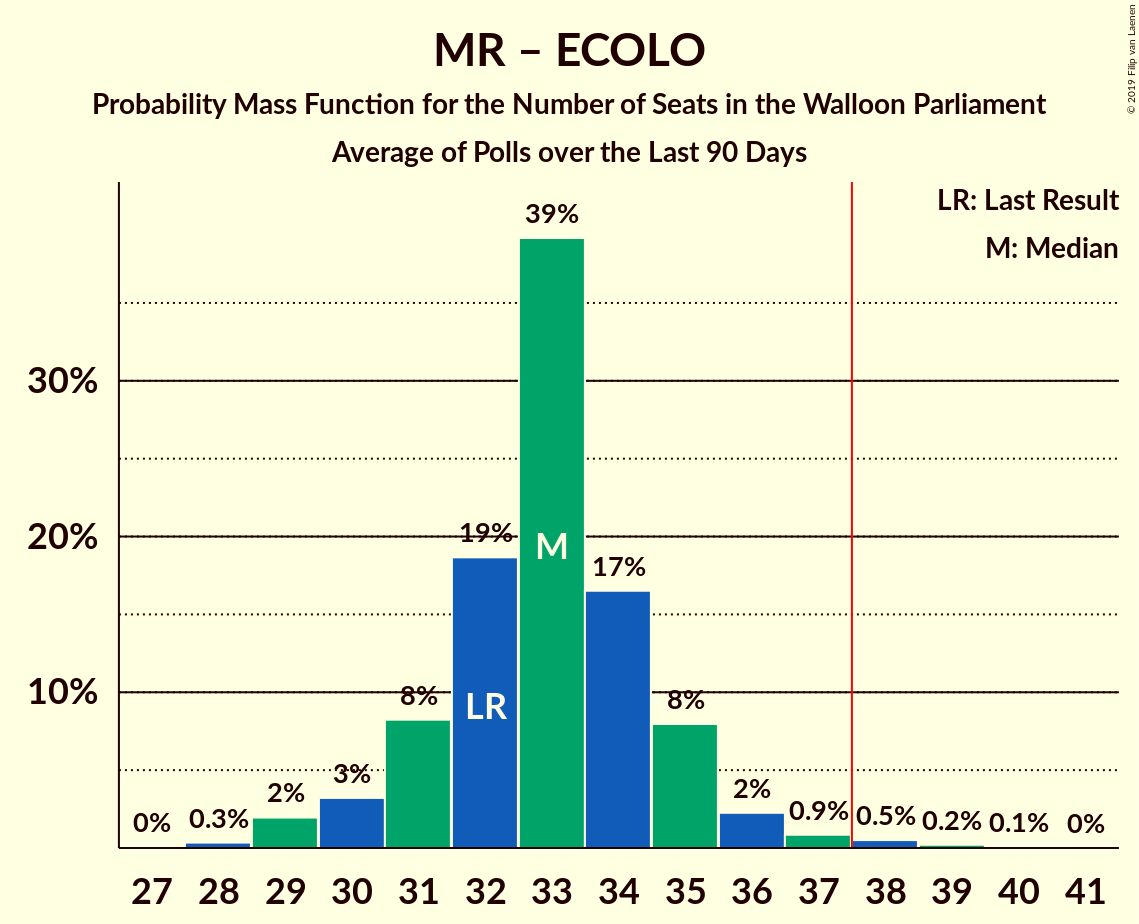 MR – ECOLO
Probability Mass Function for the Number of Seats in the Walloon Parliament
Average of Polls over the Last 90 Days
© 2019 Filip van Laenen
LR: Last Result
M: Median
30%
20%
10%
0%
0.3%
2%
3%
8%
19%
39%
17%
8%
2%
0.9%
0.5%
0.2%
0.1%
0%
LR
M
27 28 29 30 31 32 33 34 35 36 37 38 39 40 41